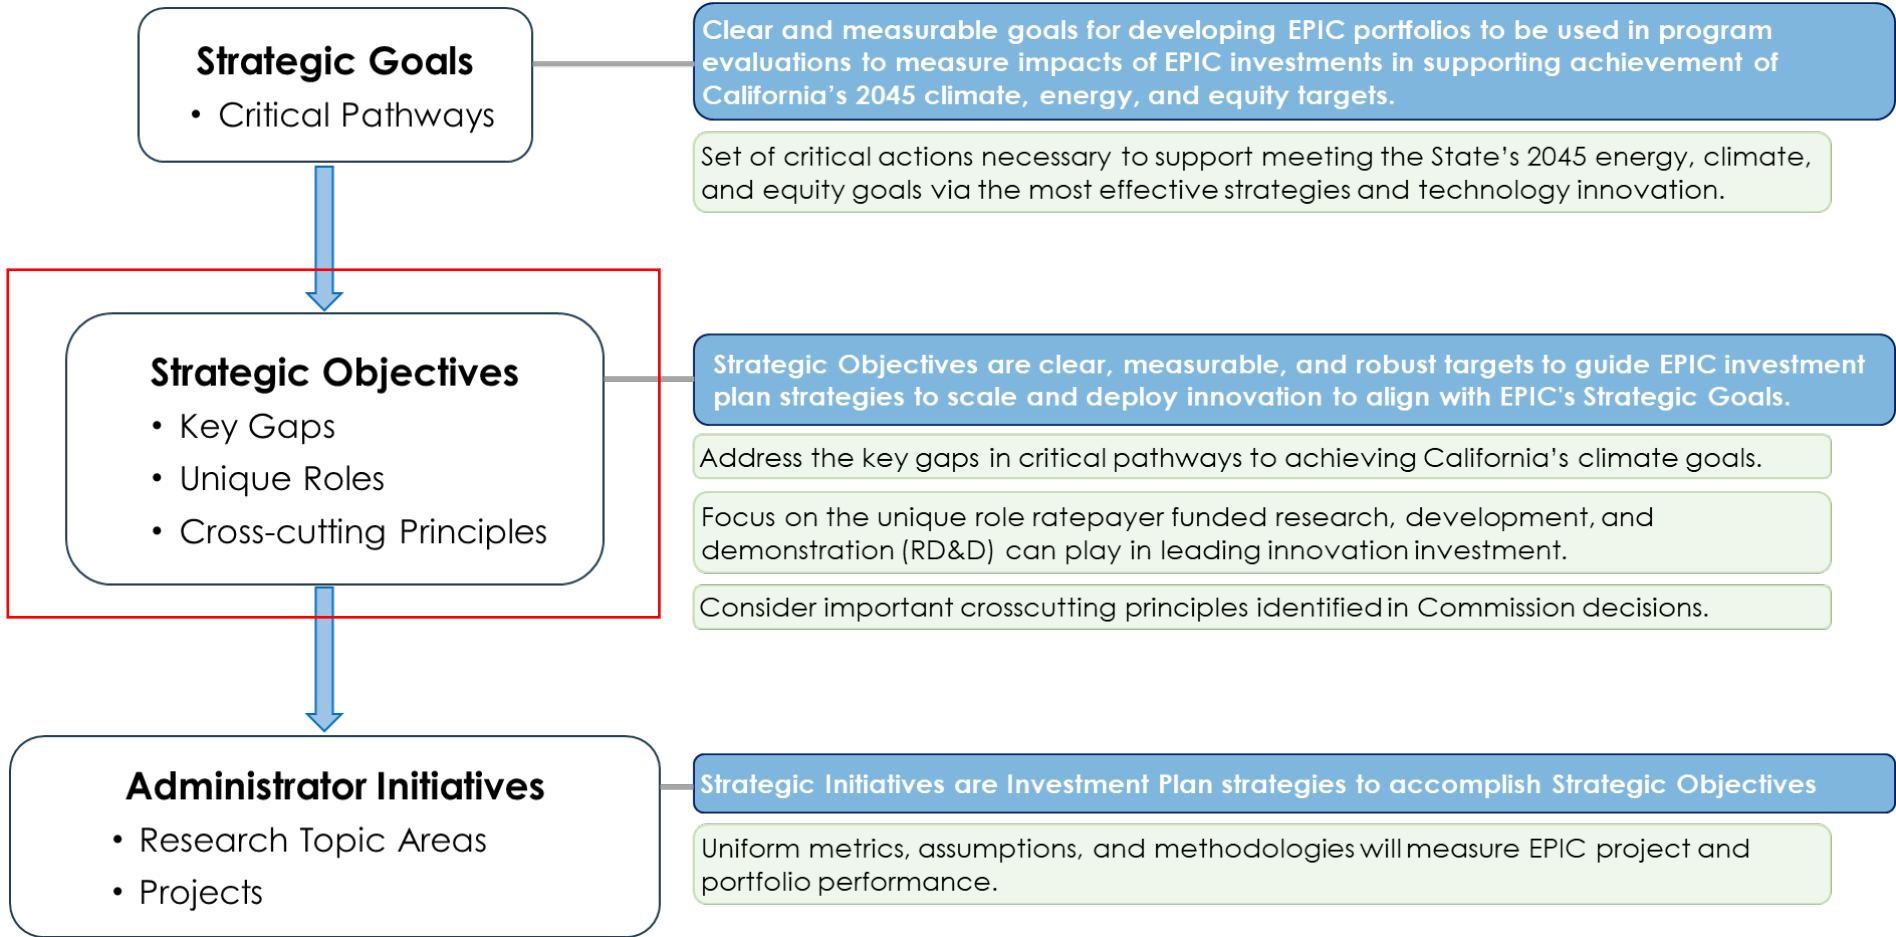 Strategic Goals
• Critical Pathways
Clear and measurable goals for developing EPIC portfolios to be used in program
evaluations to measure impacts of EPIC investments in supporting achievement of
California's 2045 climate, energy, and equity targets.
Set of critical actions necessary to support meeting the State's 2045 energy, climate,
and equity goals via the most effective strategies and technology innovation.
Strategic Objectives
• Key Gaps
• Unique Roles
• Cross-cutting Principles
Strategic Objectives are clear, measurable, and robust targets to guide EPIC investment
plan strategies to scale and deploy innovation to align with EPIC's Strategic Goals.
Address the key gaps in critical pathways to achieving California's climate goals.
Focus on the unique role ratepayer funded research, development, and
demonstration (RD&D) can play in leading innovation investment.
Consider important crosscutting principles identified in Commission decisions.
Administrator Initiatives
• Research Topic Areas
• Projects
Strategic Initiatives are Investment Plan strategies to accomplish Strategic Objectives
Uniform metrics, assumptions, and methodologies will measure EPIC project and
portfolio performance.